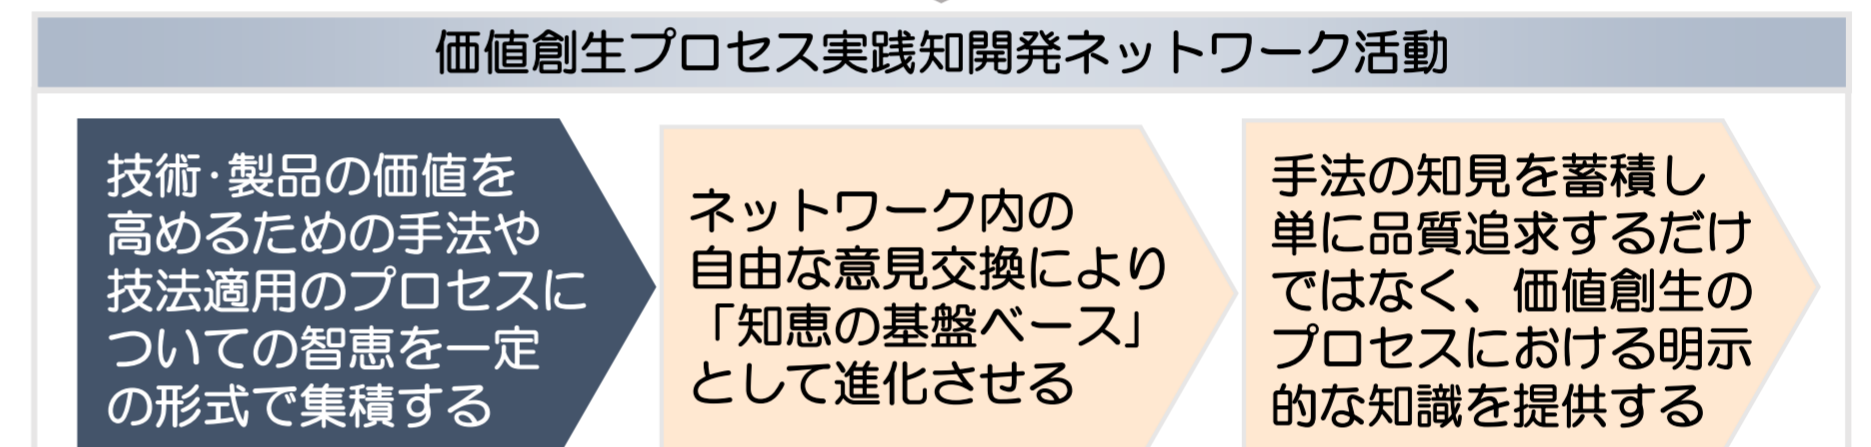 価値創生プロセス実践知開発ネットワーク活動
技術･製品の価値を
高めるための手法や
技法適用のプロセスに
ついての智恵を一定
の形式で集積する
ネットワーク内の
自由な意見交換により
「知恵の基盤ベース」
として進化させる
手法の知見を蓄積し
単に品質追求するだけ
ではなく、価値創生の
プロセスにおける明示
的な知識を提供する